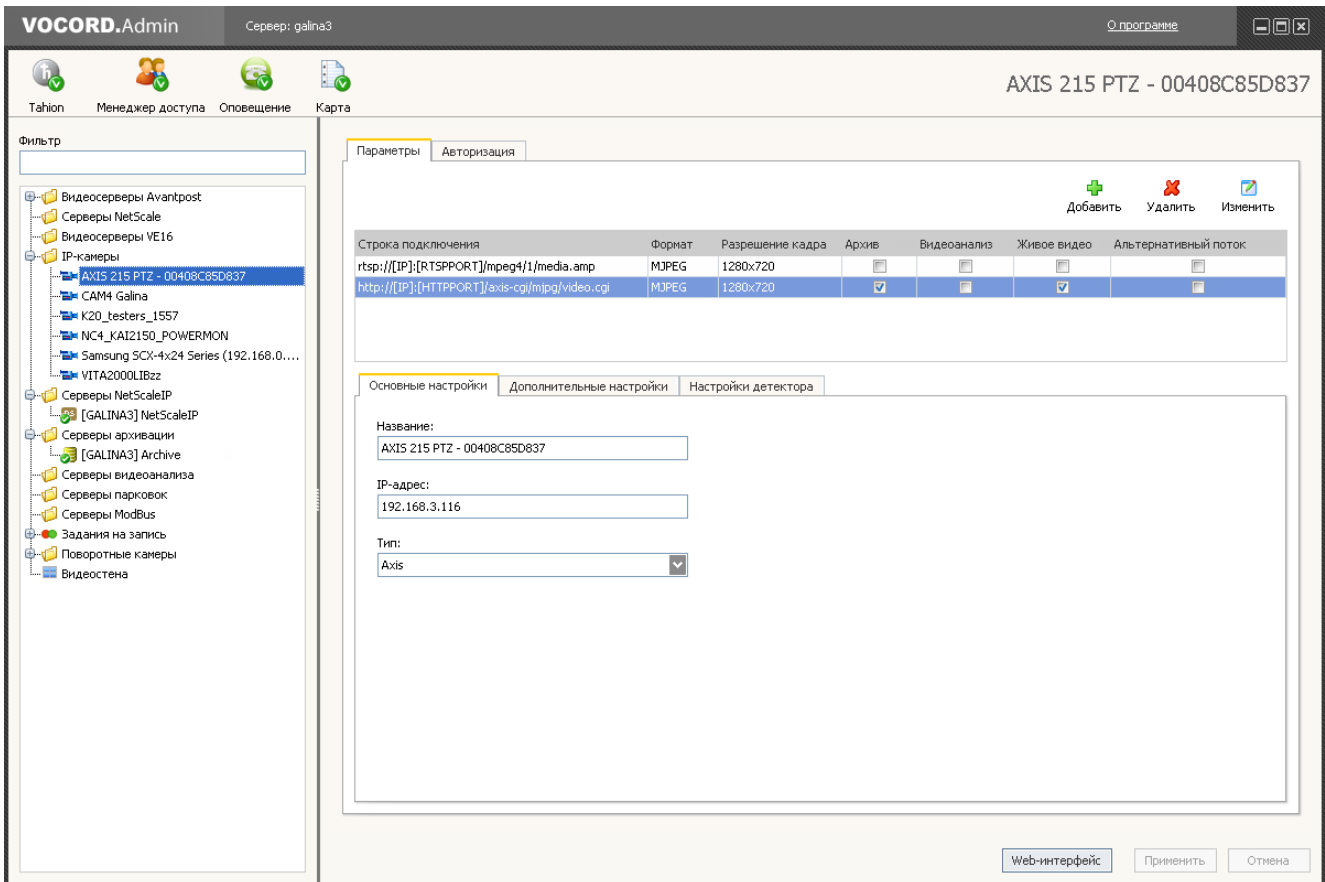 VOCORD.Admin Сервер: galina3 О программе
Tahion Менеджер доступа Оповещение Карта
AXIS 215 PTZ - 00408C85D837
Фильтр
Видеосерверы Avantpost
Серверы NetScale
Видеосерверы VE16
IP-камеры
AXIS 215 PTZ - 00408C85D837
CAM4 Galina
K20_testers_1557
NC4_KAI2150_POWERMON
Samsung SCX-4x24 Series (192.168.0....
VITA2000LIBzz
Серверы NetScaleIP
[GALINA3] NetScaleIP
Серверы архивации
[GALINA3] Archive
Серверы видеоанализа
Серверы парковок
Серверы ModBus
Задания на запись
Поворотные камеры
Видеостена
Параметры Авторизация
Добавить Удалить Изменить
Строка подключения Формат Разрешение кадра Архив Видеоанализ Живое видео Альтернативный поток
rtsp://[IP]:[RTSPPORT]/mpeg4/1/media.amp MJPEG 1280x720
http://[IP]:[HTTPPORT]/axis-cgi/mjpg/video.cgi MJPEG 1280x720
Основные настройки Дополнительные настройки Настройки детектора
Название:
AXIS 215 PTZ - 00408C85D837
IP-адрес:
192.168.3.116
Тип:
Axis
Web-интерфейс Применить Отмена